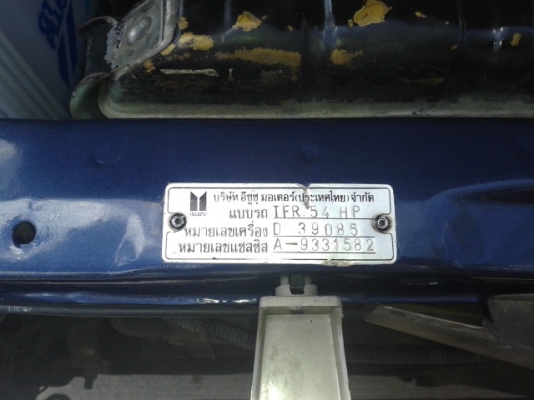 บริษัท อีซูซุ มอเตอร์(ประเทศไทย)จำกัด
ISUZU
แบบรถ TFR 54 HP
หมายเลขเครื่อง D 39085
หมายเลขแชสซิส A-9331582